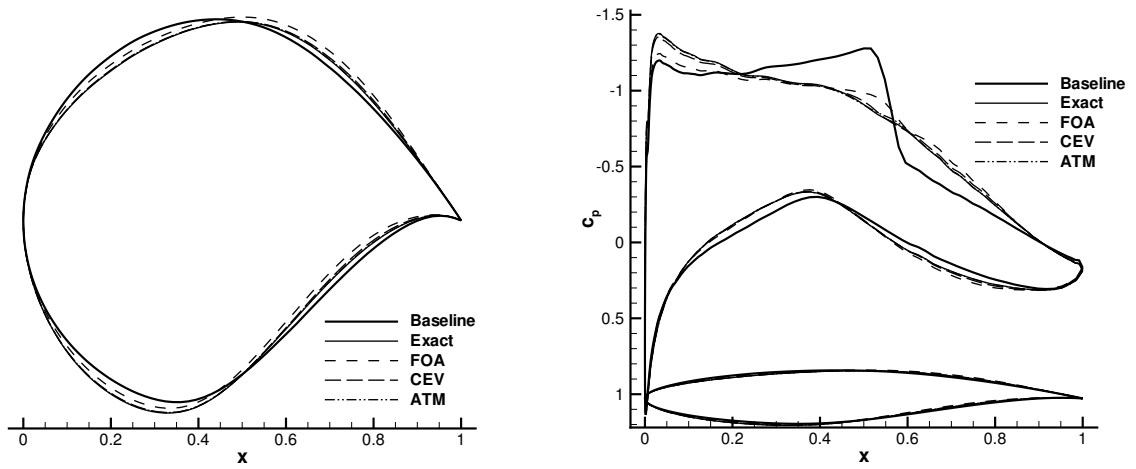 Baseline
Exact
FOA
CEV
ATM
0 0.2 0.4 0.6 0.8 1
x
-1.5
-1
-0.5
0
0.5
1
c_p
Baseline
Exact
FOA
CEV
ATM
0 0.2 0.4 0.6 0.8 1
x